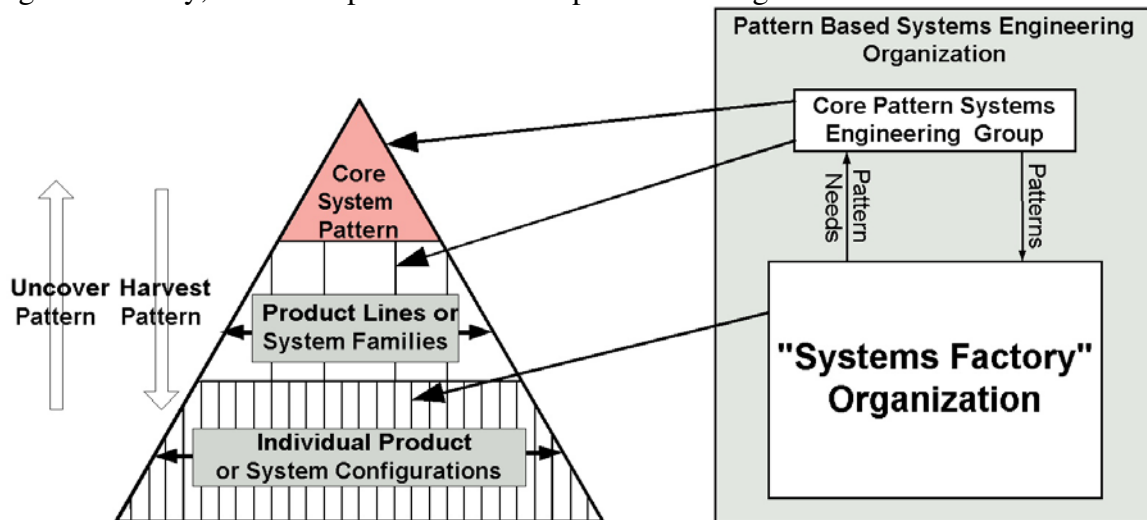 Core
System
Pattern
Uncover
Pattern
Harvest
Pattern
Product Lines or
System Families
Individual Product
or System Configurations
Pattern Based Systems Engineering
Organization
Core Pattern Systems
Engineering Group
Pattern
Needs
Patterns
"Systems Factory"
Organization